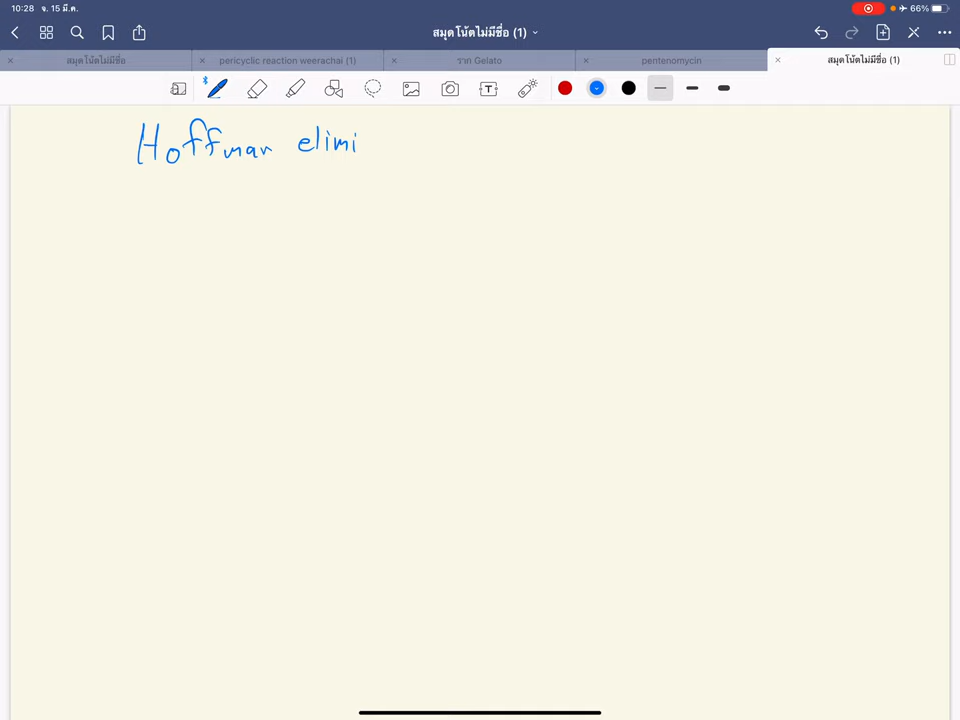 10:28 จ. 15 มี.ค. 66%
สมุดโน้ตไม่มีชื่อ (1)
สมุดโน้ตไม่มีชื่อ pericyclic reaction weerachai (1) ราก Gelato pentenomycin สมุดโน้ตไม่มีชื่อ (1)
T
Hoffman elimi